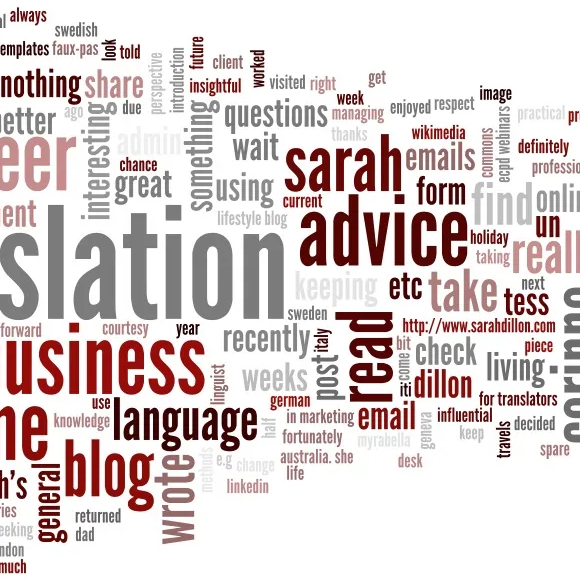 always
swedish
emplates faux-pas look told
nothing share
perspective
introduction
future
client
insightful
worked
visited right
get
etter
ago due
interesting
admin
chance
great
something
questions
wait
using
week
managing
thanks
enjoyed respect
image
practical
wikimedia
commons
ecpd webinars
definitely
professio
eer
ent
sarah emails
current
form
find onlin
lifestyle blog
slation
advice
holiday
un
taking
reall
keeping etc take tess
next
sweden
forward courtesy year
recently
italy
http://www.sarahdillon.com
usiness
post
read
bit
come
check
piece
living
corinne
weeks
linguist
iti dillon
german
for translators
use
knowledge
language
half
in marketing
email
influential
decided
ne
fortunately
myrabella
geneva
keep
travels
spare
h's
general
blog
wrote
methods
e.g change
australia. she
life
desk
linkedin
ries
eeking
returned
dad
ndon
much